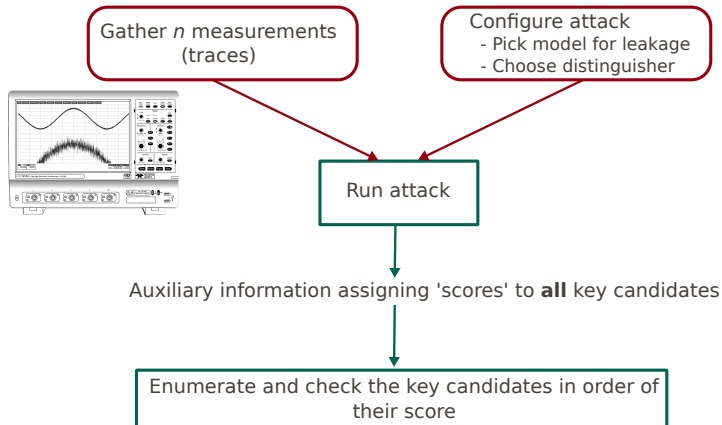 Gather n measurements
(traces)
Configure attack
- Pick model for leakage
- Choose distinguisher
Run attack
Auxiliary information assigning 'scores' to all key candidates
Enumerate and check the key candidates in order of
their score